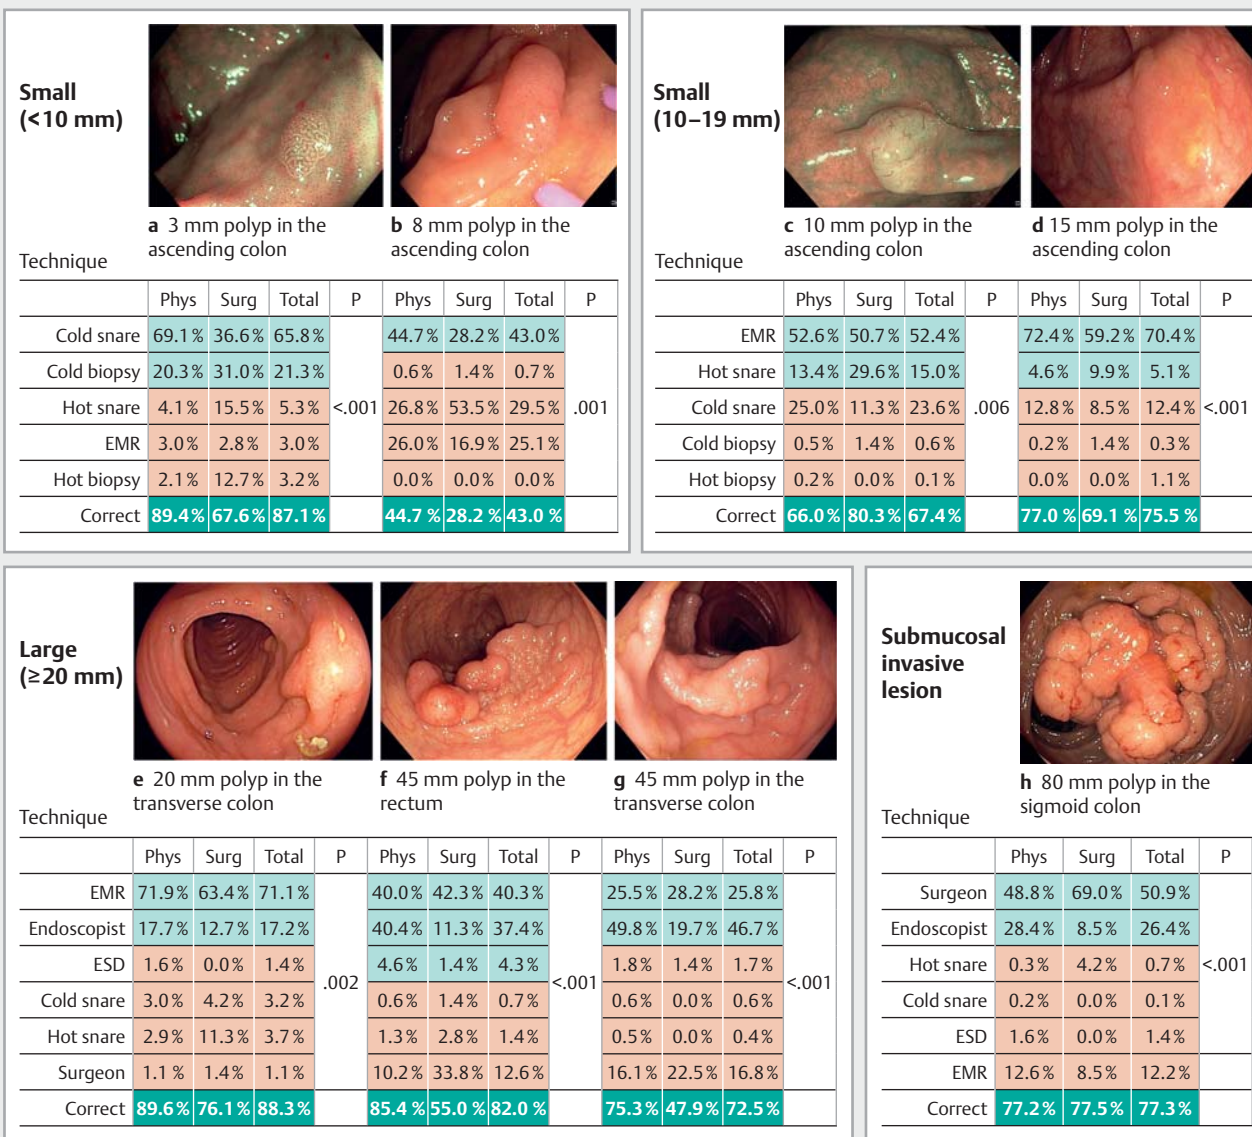 Small
(<10 mm)
a 3 mm polyp in the
ascending colon
b 8 mm polyp in the
ascending colon
Technique
Phys Surg Total P Phys Surg Total P
Cold snare 69.1% 36.6% 65.8% 44.7% 28.2% 43.0%
Cold biopsy 20.3% 31.0% 21.3% 0.6% 1.4% 0.7%
Hot snare 4.1% 15.5% 5.3% <.001 26.8% 53.5% 29.5% .001
EMR 3.0% 2.8% 3.0% 26.0% 16.9% 25.1%
Hot biopsy 2.1% 12.7% 3.2% 0.0% 0.0% 0.0%
Correct 89.4% 67.6% 87.1% 44.7% 28.2% 43.0%
Small
(10–19 mm)
c 10 mm polyp in the
ascending colon
d 15 mm polyp in the
ascending colon
Technique
Phys Surg Total P Phys Surg Total P
EMR 52.6% 50.7% 52.4% 72.4% 59.2% 70.4%
Hot snare 13.4% 29.6% 15.0% 4.6% 9.9% 5.1%
Cold snare 25.0% 11.3% 23.6% .006 12.8% 8.5% 12.4% <.001
Cold biopsy 0.5% 1.4% 0.6% 0.2% 1.4% 0.3%
Hot biopsy 0.2% 0.0% 0.1% 0.0% 0.0% 1.1%
Correct 66.0% 80.3% 67.4% 77.0% 69.1% 75.5%
Large
(≥20 mm)
e 20 mm polyp in the
transverse colon
f 45 mm polyp in the
rectum
g 45 mm polyp in the
transverse colon
Technique
Phys Surg Total P Phys Surg Total P Phys Surg Total P
EMR 71.9% 63.4% 71.1% 40.0% 42.3% 40.3% 25.5% 28.2% 25.8%
Endoscopist 17.7% 12.7% 17.2% 40.4% 11.3% 37.4% 49.8% 19.7% 46.7%
ESD 1.6% 0.0% 1.4% .002 4.6% 1.4% 4.3% <.001 1.8% 1.4% 1.7% <.001
Cold snare 3.0% 4.2% 3.2% 0.6% 1.4% 0.7% 0.6% 0.0% 0.6%
Hot snare 2.9% 11.3% 3.7% 1.3% 2.8% 1.4% 0.5% 0.0% 0.4%
Surgeon 1.1% 1.4% 1.1% 10.2% 33.8% 12.6% 16.1% 22.5% 16.8%
Correct 89.6% 76.1% 88.3% 85.4% 55.0% 82.0% 75.3% 47.9% 72.5%
Submucosal
invasive
lesion
h 80 mm polyp in the
sigmoid colon
Technique
Phys Surg Total P
Surgeon 48.8% 69.0% 50.9%
Endoscopist 28.4% 8.5% 26.4%
Hot snare 0.3% 4.2% 0.7% <.001
Cold snare 0.2% 0.0% 0.1%
ESD 1.6% 0.0% 1.4%
EMR 12.6% 8.5% 12.2%
Correct 77.2% 77.5% 77.3%